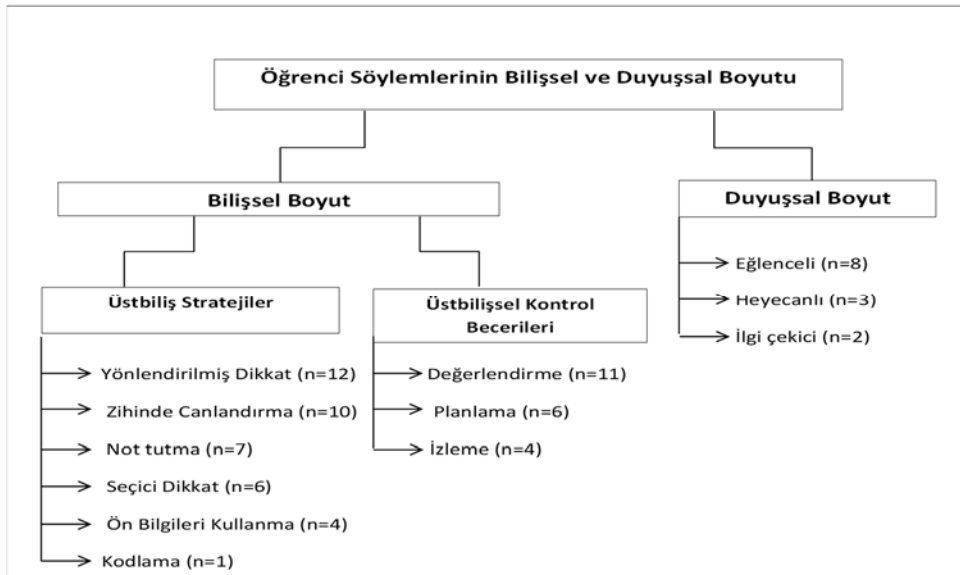 Öğrenci Söylemlerinin Bilişsel ve Duyuşsal Boyutu
Bilişsel Boyut
Duyuşsal Boyut
Üstbiliş Stratejiler
Yönlendirilmiş Dikkat (n=12)
Zihinde Canlandırma (n=10)
Not tutma (n=7)
Seçici Dikkat (n=6)
Ön Bilgileri Kullanma (n=4)
Kodlama (n=1)
Üstbilişsel Kontrol
Becerileri
Değerlendirme (n=11)
Planlama (n=6)
İzleme (n=4)
Eğlenceli (n=8)
Heyecanlı (n=3)
İlgi çekici (n=2)